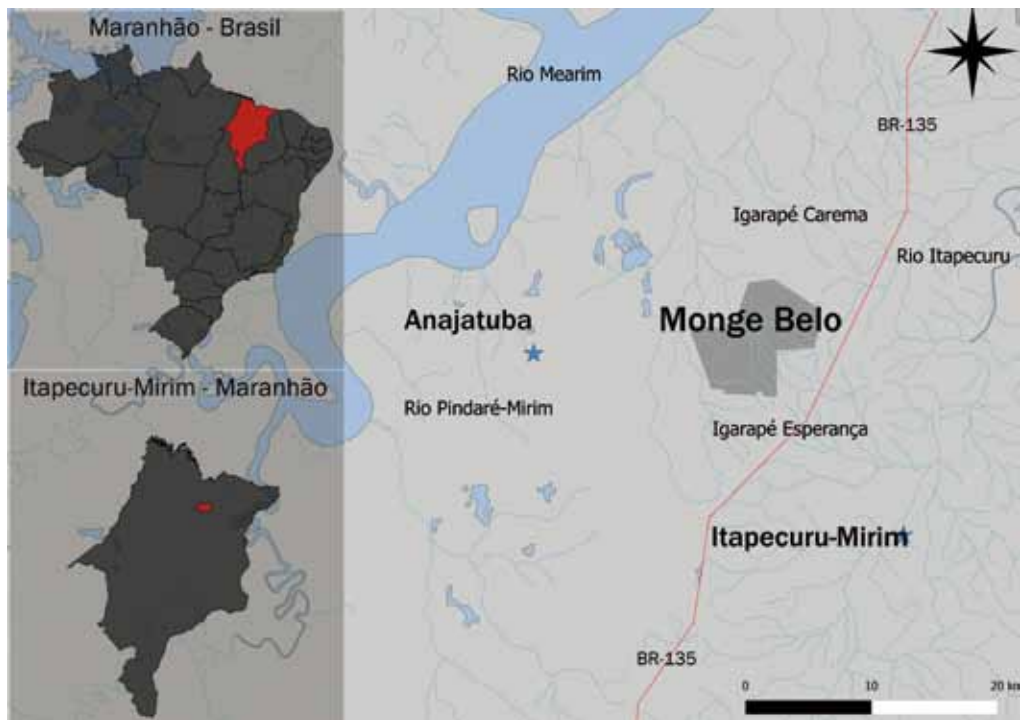 Maranhão - Brasil
Rio Mearim
BR-135
Igarapé Carema
Rio Itapecuru
Anajatuba
Monge Belo
Itapecuru-Mirim - Maranhão
Rio Pindaré-Mirim
Igarapé Esperança
Itapecuru-Mirim
BR-135
0 10 20 km